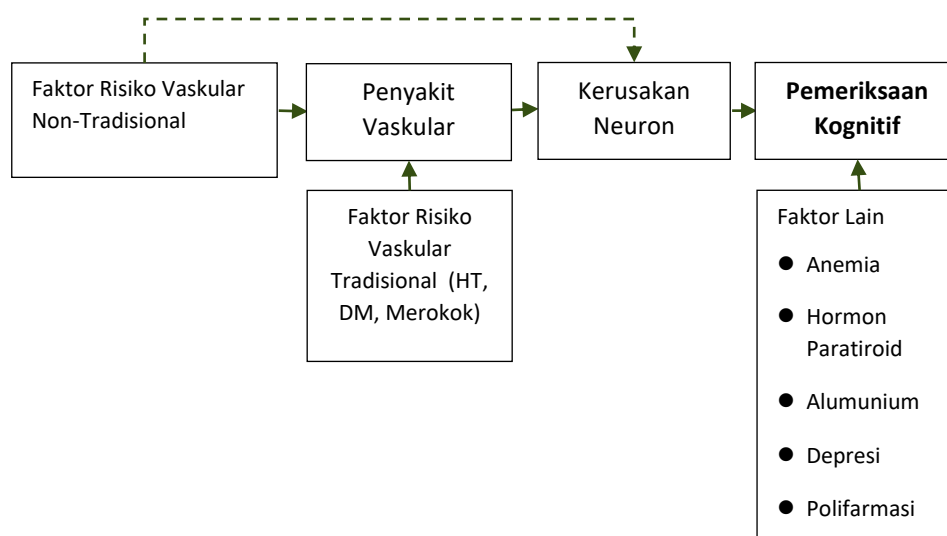 Faktor Risiko Vaskular
Non-Tradisional
Penyakit
Vaskular
Kerusakan
Neuron
Pemeriksaan
Kognitif
Faktor Risiko
Vaskular
Tradisional (HT,
DM, Merokok)
Faktor Lain
● Anemia
● Hormon
Paratiroid
● Alumunium
● Depresi
● Polifarmasi